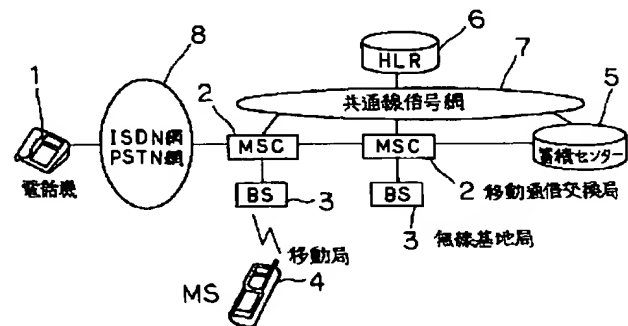 6
8
HLR
7
1
2
共通線信号網
5
ISDN網
PSTN網
MSC
MSC
蓄積センター
電話機
BS
3
BS
2 移動通信交換局
3 無線基地局
移動局
4
MS